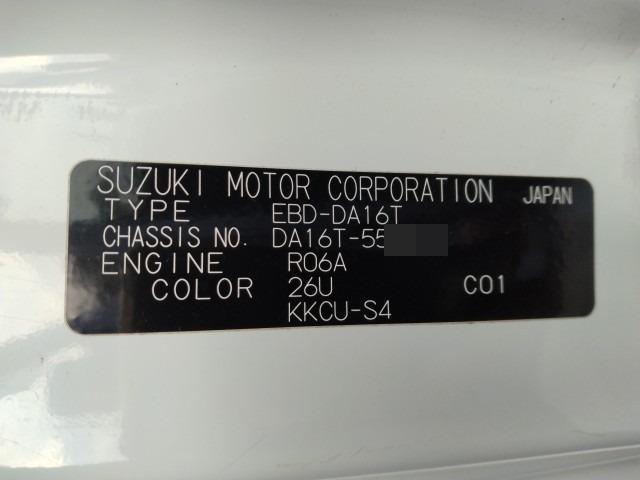 SUZUKI MOTOR CORPORATION JAPAN
TYPE EBD-DA16T
CHASSIS NO. DA16T-55
ENGINE R06A
COLOR 26U C01
KKCU-S4